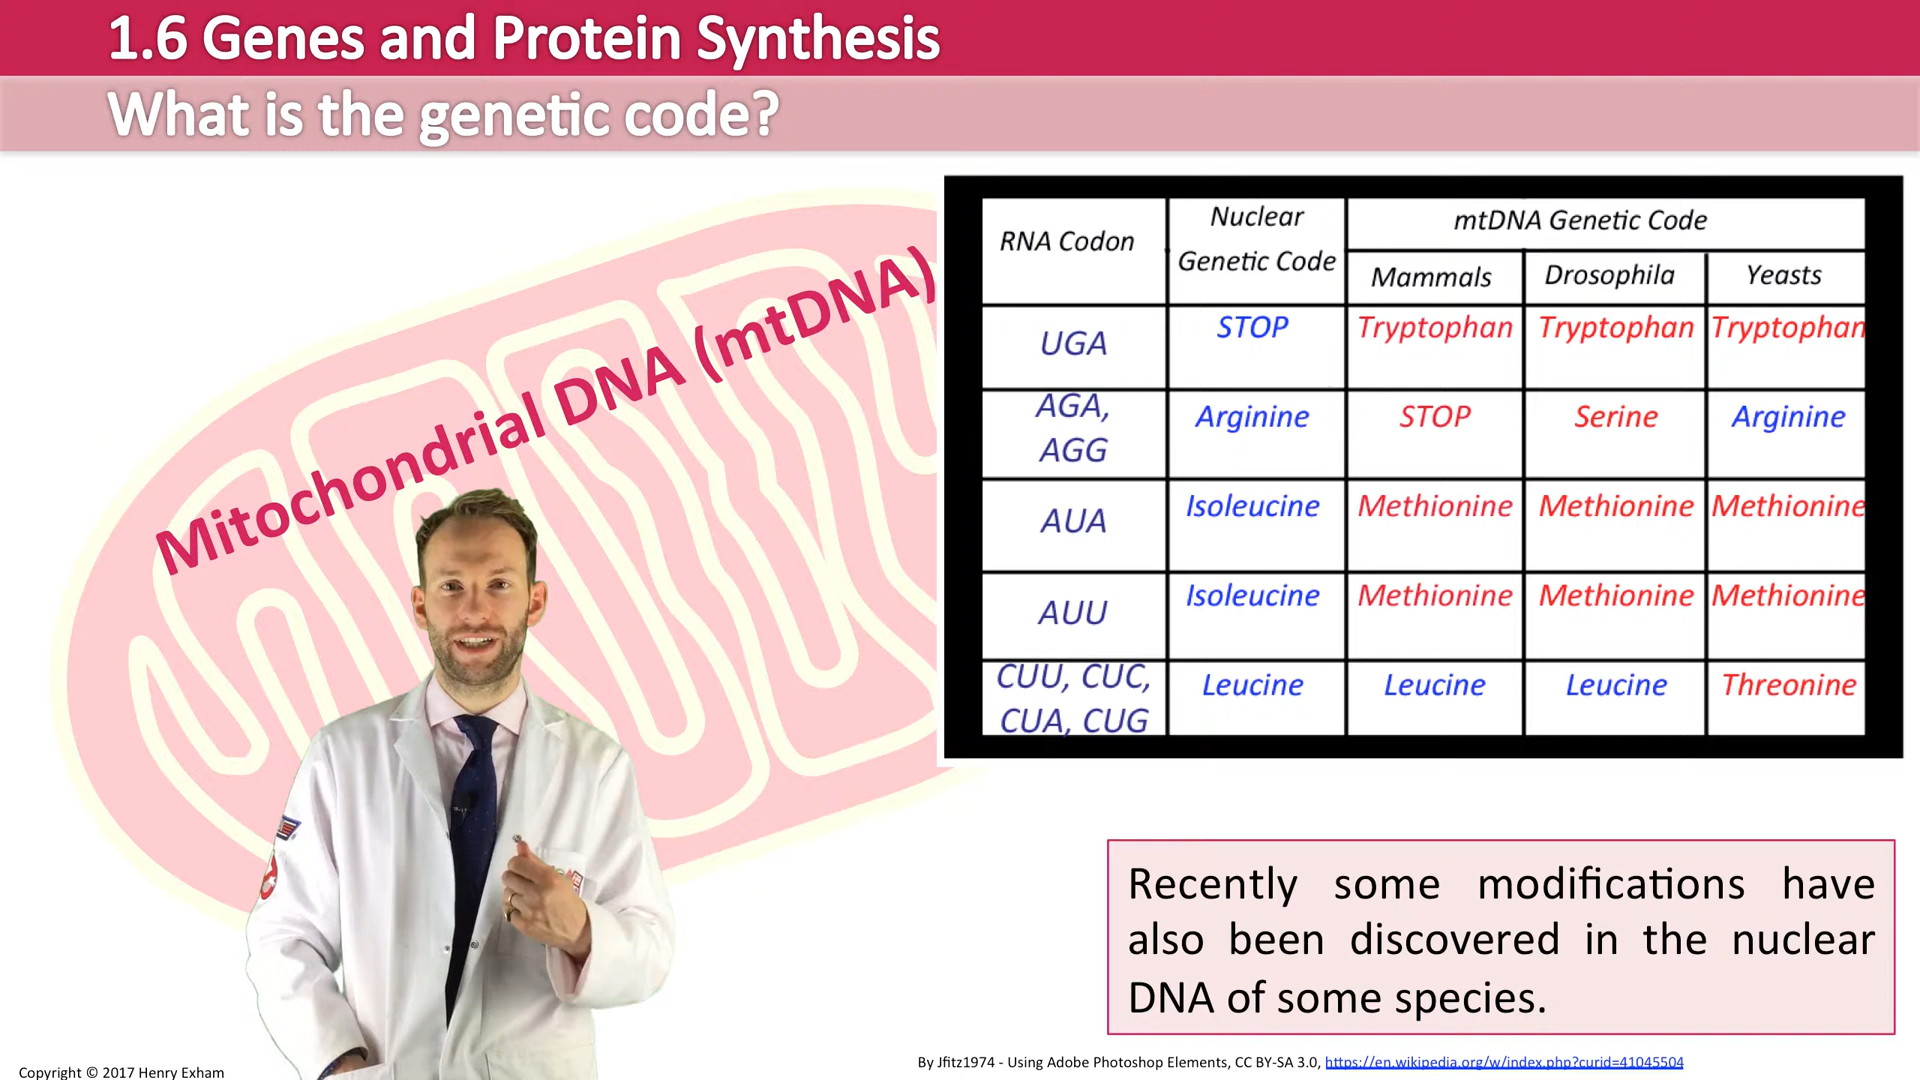 1.6 Genes and Protein Synthesis
What is the genetic code?
Mitochondrial DNA (mtDNA)
RNA Codon
Nuclear
Genetic Code
mtDNA Genetic Code
Mammals
Drosophila
Yeasts
UGA
STOP
Tryptophan
Tryptophan
Tryptophan
AGA,
AGG
Arginine
STOP
Serine
Arginine
AUA
Isoleucine
Methionine
Methionine
Methionine
AUU
Isoleucine
Methionine
Methionine
Methionine
CUU, CUC,
CUA, CUG
Leucine
Leucine
Leucine
Threonine
Recently some modifications have
also been discovered in the nuclear
DNA of some species.
By Jfitz1974 - Using Adobe Photoshop Elements, CC BY-SA 3.0, https://en.wikipedia.org/w/index.php?curid=41045504
Copyright © 2017 Henry Exham